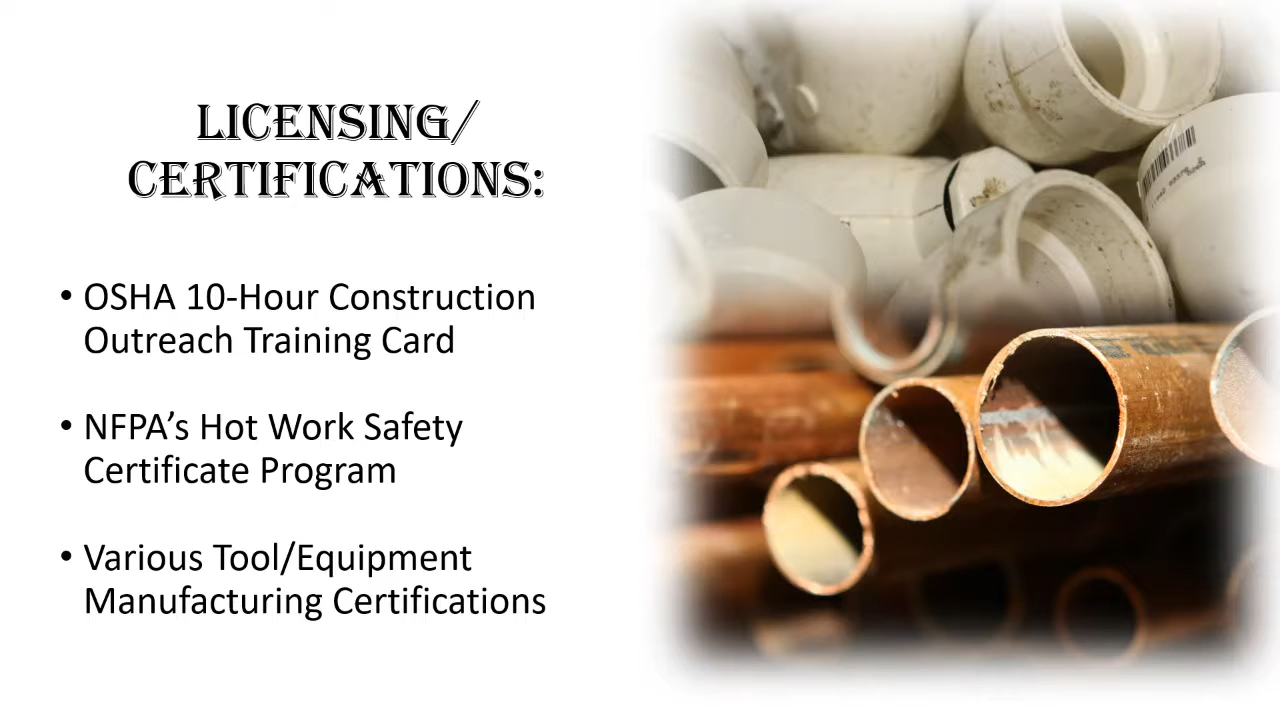 LICENSING/
CERTIFICATIONS:
• OSHA 10-Hour Construction
Outreach Training Card
• NFPA’s Hot Work Safety
Certificate Program
• Various Tool/Equipment
Manufacturing Certifications